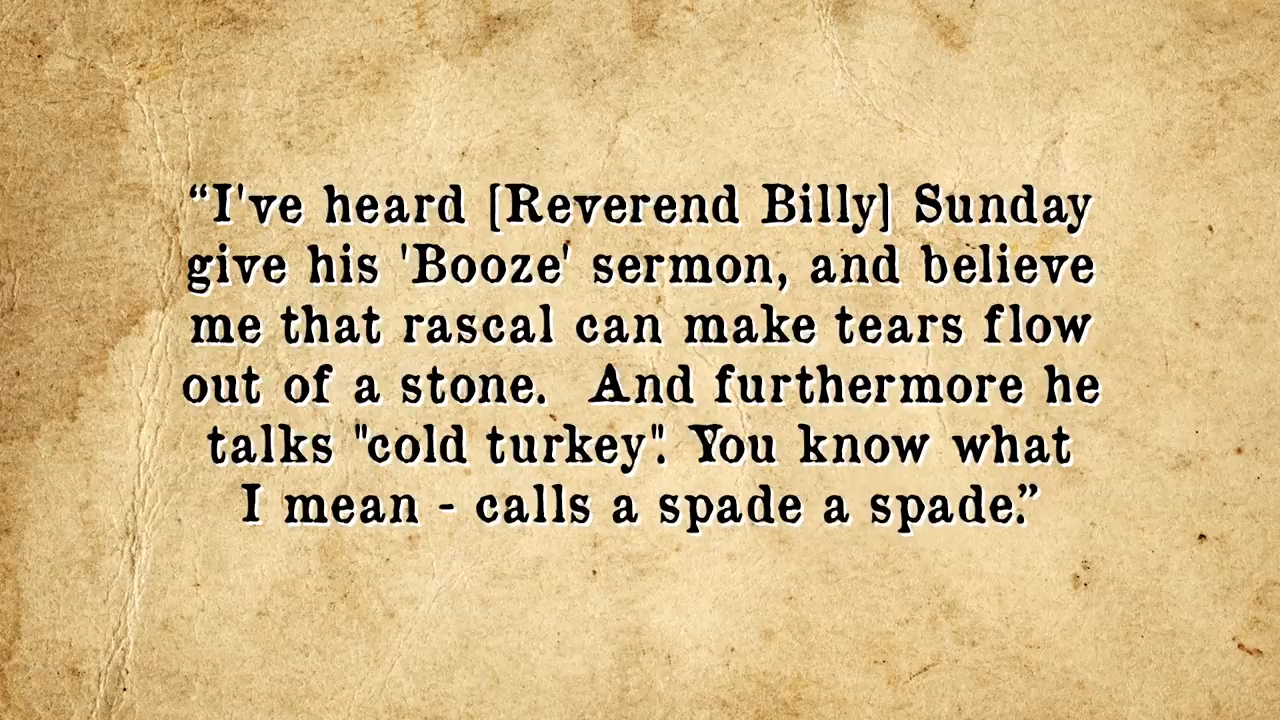 “I've heard [Reverend Billy] Sunday
give his 'Booze' sermon, and believe
me that rascal can make tears flow
out of a stone.  And furthermore he
talks "cold turkey". You know what
I mean - calls a spade a spade.”